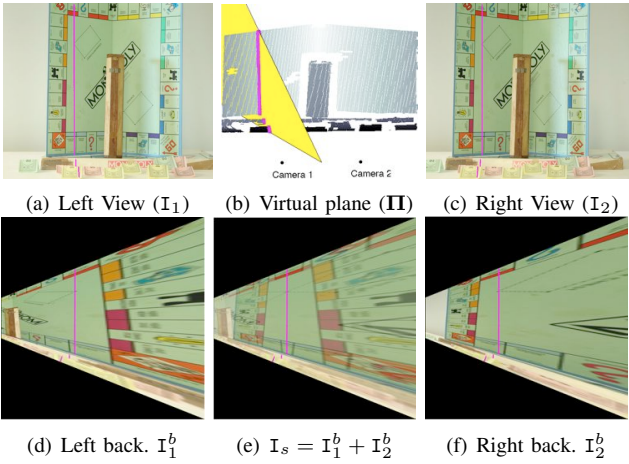 MONOPOLY
Camera 1
Camera 2
MONOPOLY
(a) Left View (I₁)
(b) Virtual plane (Π)
(c) Right View (I₂)
(d) Left back. I₁ᵇ
(e) Iₛ = I₁ᵇ + I₂ᵇ
(f) Right back. I₂ᵇ